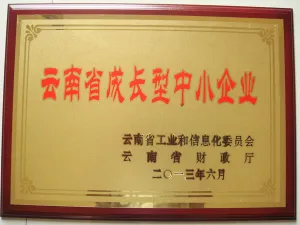 云南省成长型中小企业
云南省工业和信息化委员会
云南省财政厅
二〇一三年六月